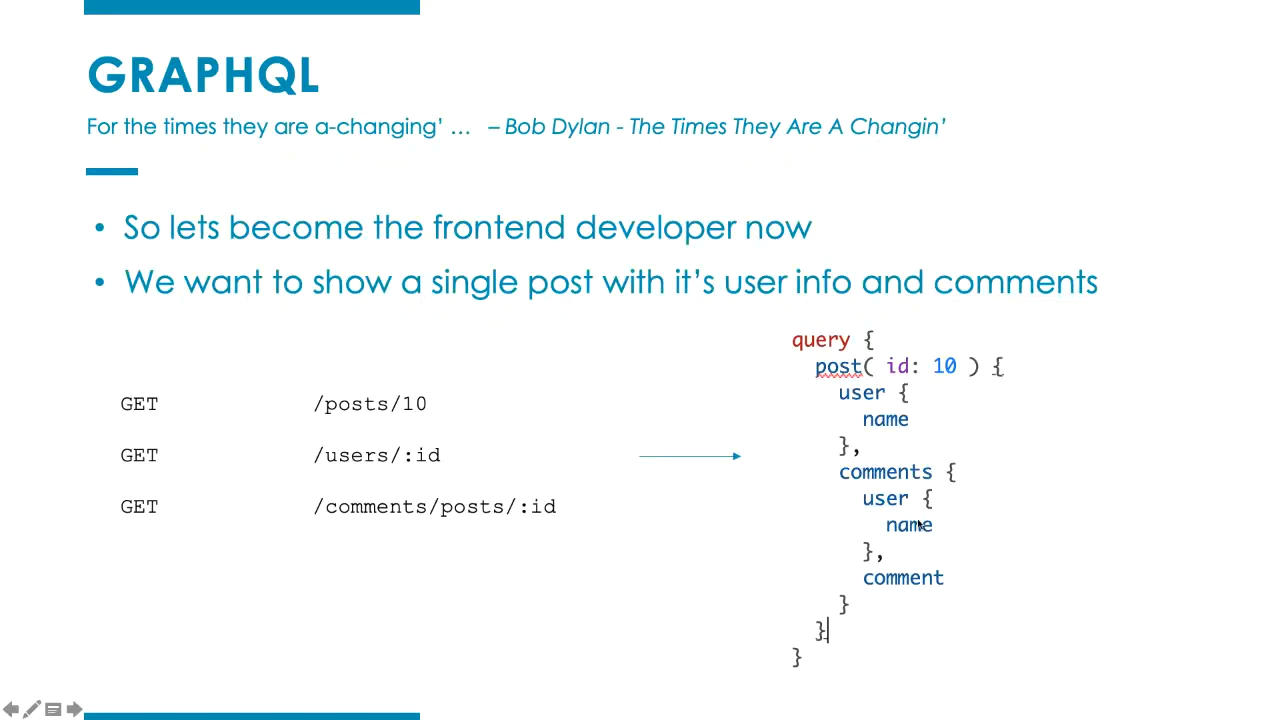 GRAPHQL
For the times they are a-changing’ … – Bob Dylan - The Times They Are A Changin’
• So lets become the frontend developer now
• We want to show a single post with it’s user info and comments
GET /posts/10
GET /users/:id
GET /comments/posts/:id
query {
post( id: 10 ) {
user {
name
},
comments {
user {
name
},
comment
}
}
}